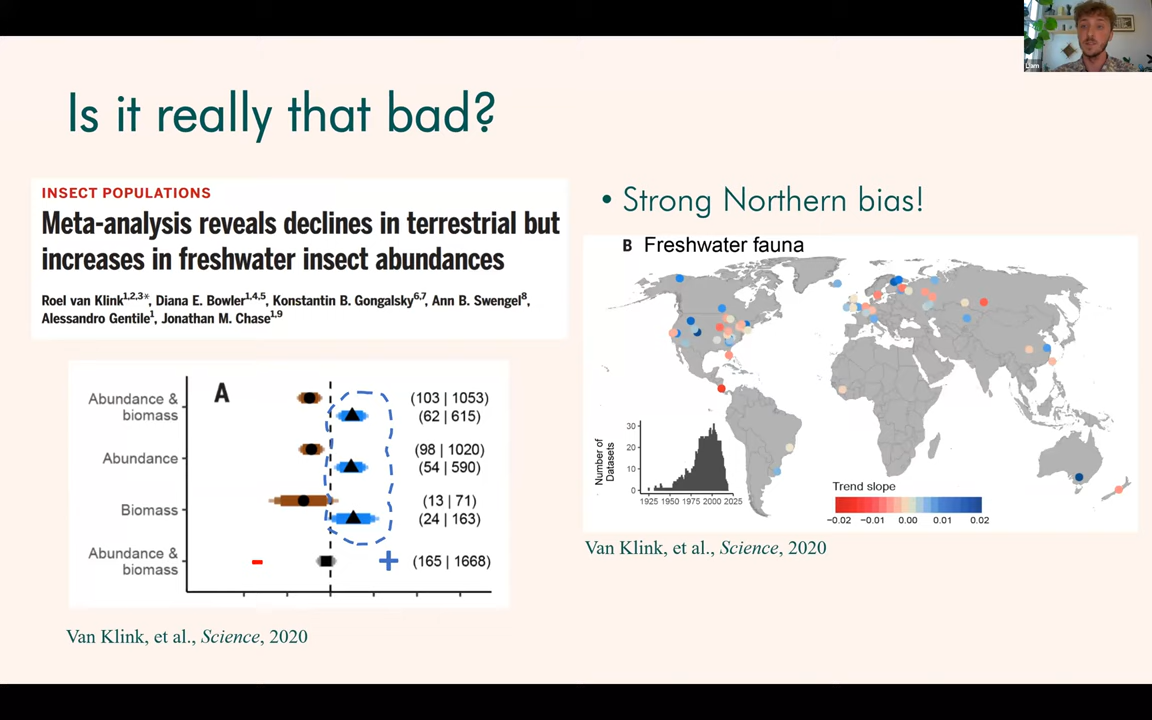 Is it really that bad?
INSECT POPULATIONS
Meta-analysis reveals declines in terrestrial but
increases in freshwater insect abundances
Roel van Klink1,2,3*, Diana E. Bowler1,4,5, Konstantin B. Gongalsky6,7, Ann B. Swengel8,
Alessandro Gentile1, Jonathan M. Chase1,9
A
Abundance &
biomass
(103 | 1053)
(62 | 615)
Abundance
(98 | 1020)
(54 | 590)
Biomass
(13 | 71)
(24 | 163)
Abundance &
biomass
-
+
(165 | 1668)
Van Klink, et al., Science, 2020
• Strong Northern bias!
B Freshwater fauna
Number of
Datasets
30
20
10
0
1925 1950 1975 2000 2025
Trend slope
−0.02 −0.01 0.00 0.01 0.02
Van Klink, et al., Science, 2020